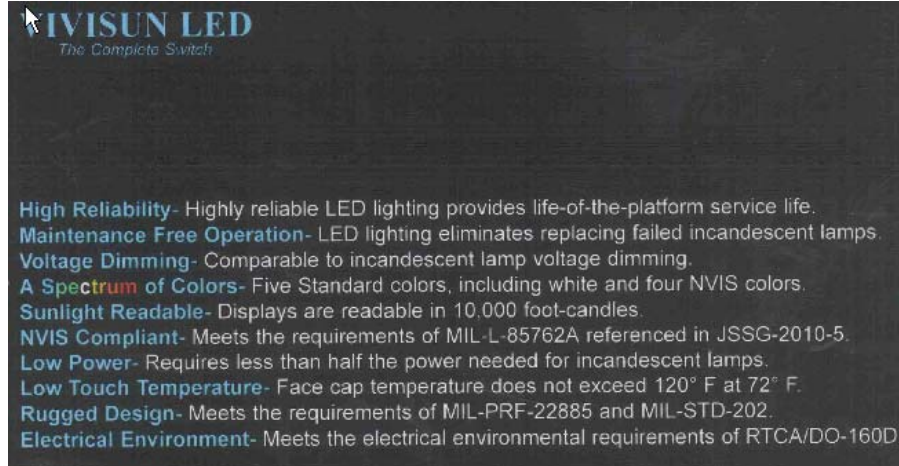 VIVISUN LED
The Complete Switch
High Reliability- Highly reliable LED lighting provides life-of-the-platform service life.
Maintenance Free Operation- LED lighting eliminates replacing failed incandescent lamps.
Voltage Dimming- Comparable to incandescent lamp voltage dimming.
A Spectrum of Colors- Five Standard colors, including white and four NVIS colors.
Sunlight Readable- Displays are readable in 10,000 foot-candles.
NVIS Compliant- Meets the requirements of MIL-L-85762A referenced in JSSG-2010-5.
Low Power- Requires less than half the power needed for incandescent lamps.
Low Touch Temperature- Face cap temperature does not exceed 120° F at 72° F.
Rugged Design- Meets the requirements of MIL-PRF-22885 and MIL-STD-202.
Electrical Environment- Meets the electrical environmental requirements of RTCA/DO-160D